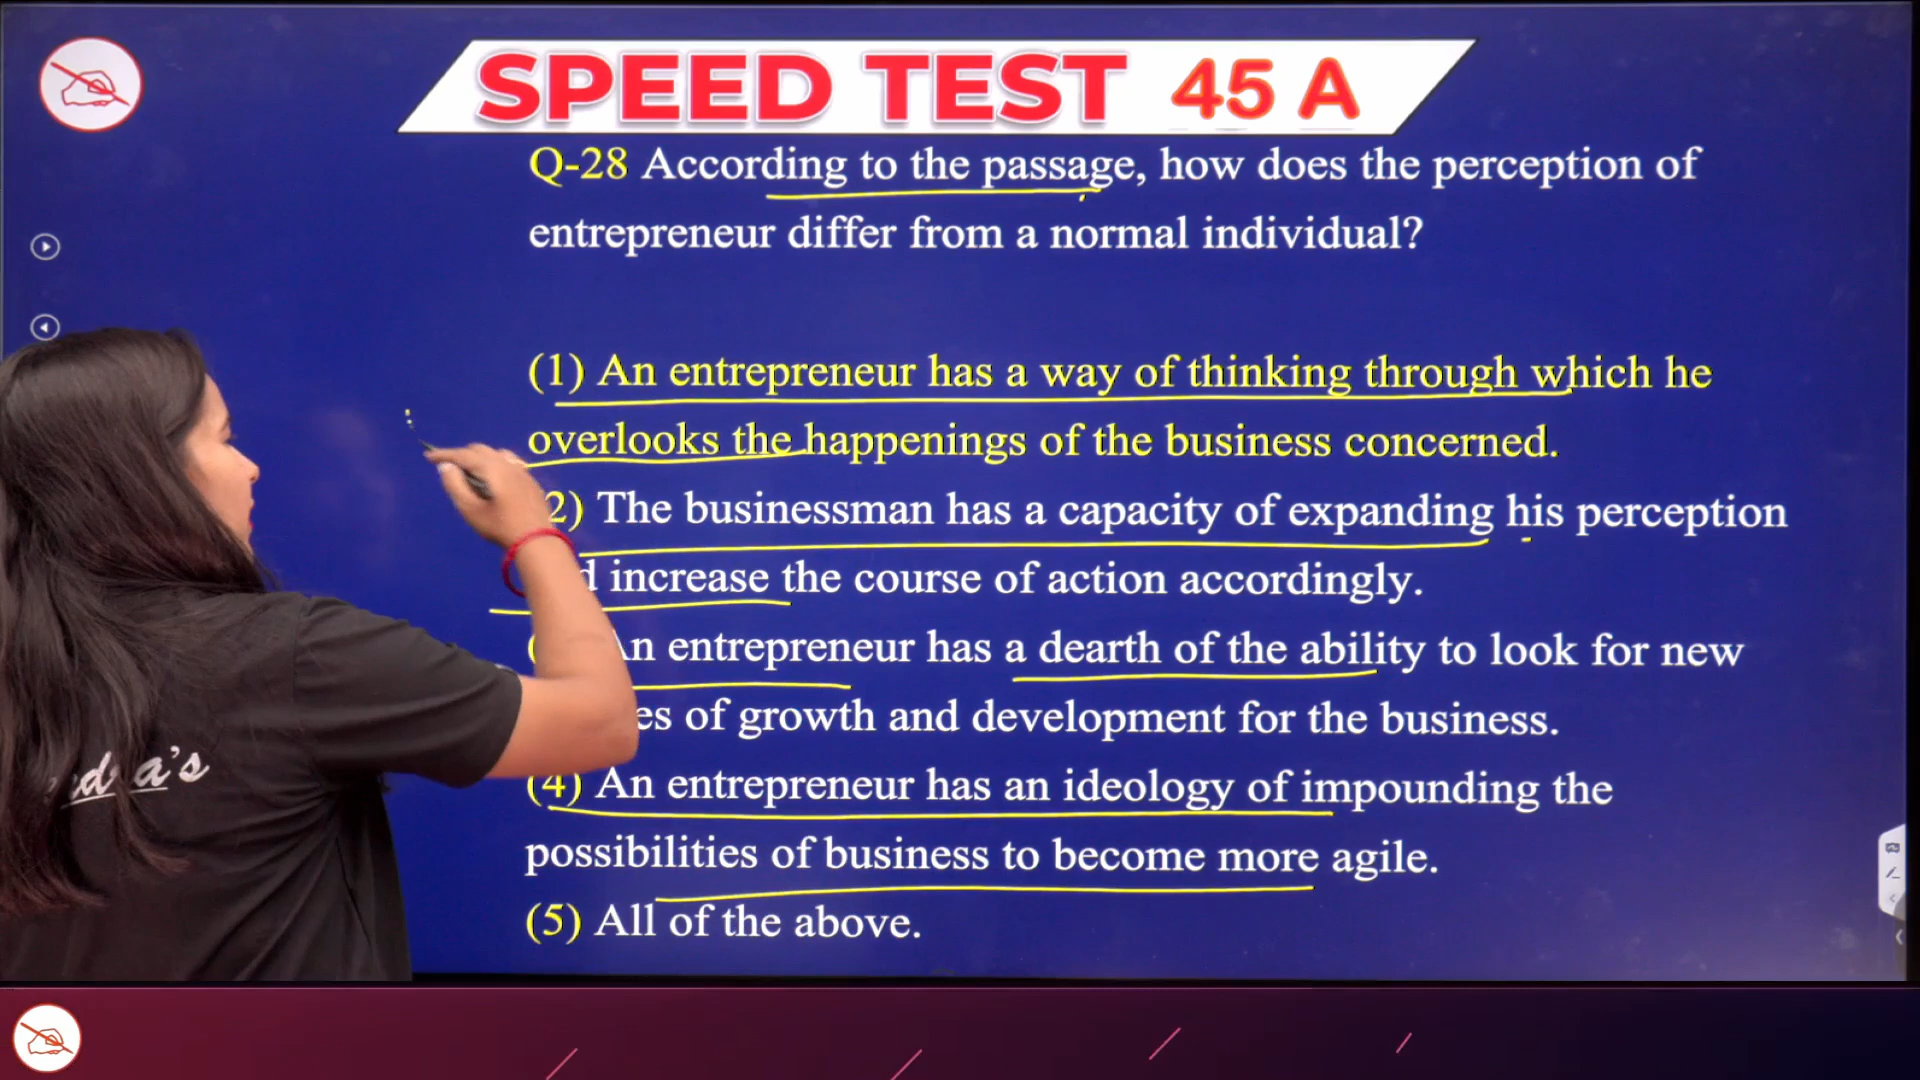 SPEED TEST 45 A
Q-28 According to the passage, how does the perception of
entrepreneur differ from a normal individual?
(1) An entrepreneur has a way of thinking through which he
overlooks the happenings of the business concerned.
2) The businessman has a capacity of expanding his perception
increase the course of action accordingly.
entrepreneur has a dearth of the ability to look for new
of growth and development for the business.
(4) An entrepreneur has an ideology of impounding the
possibilities of business to become more agile.
(5) All of the above.